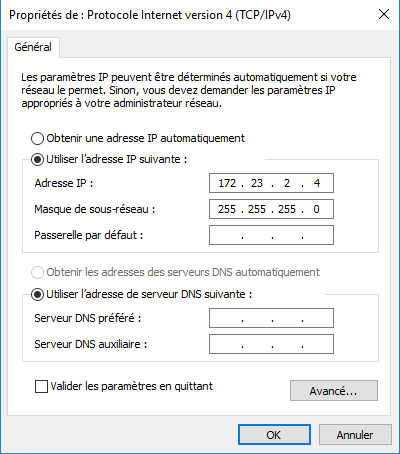 Propriétés de : Protocole Internet version 4 (TCP/IPv4)
Général
Les paramètres IP peuvent être déterminés automatiquement si votre
réseau le permet. Sinon, vous devez demander les paramètres IP
appropriés à votre administrateur réseau.
Obtenir une adresse IP automatiquement
Utiliser l'adresse IP suivante :
Adresse IP : 172 . 23 . 2 . 4
Masque de sous-réseau : 255 . 255 . 255 . 0
Passerelle par défaut : . . .
Obtenir les adresses des serveurs DNS automatiquement
Utiliser l'adresse de serveur DNS suivante :
Serveur DNS préféré : . . .
Serveur DNS auxiliaire : . . .
Valider les paramètres en quittant
Avancé...
OK Annuler